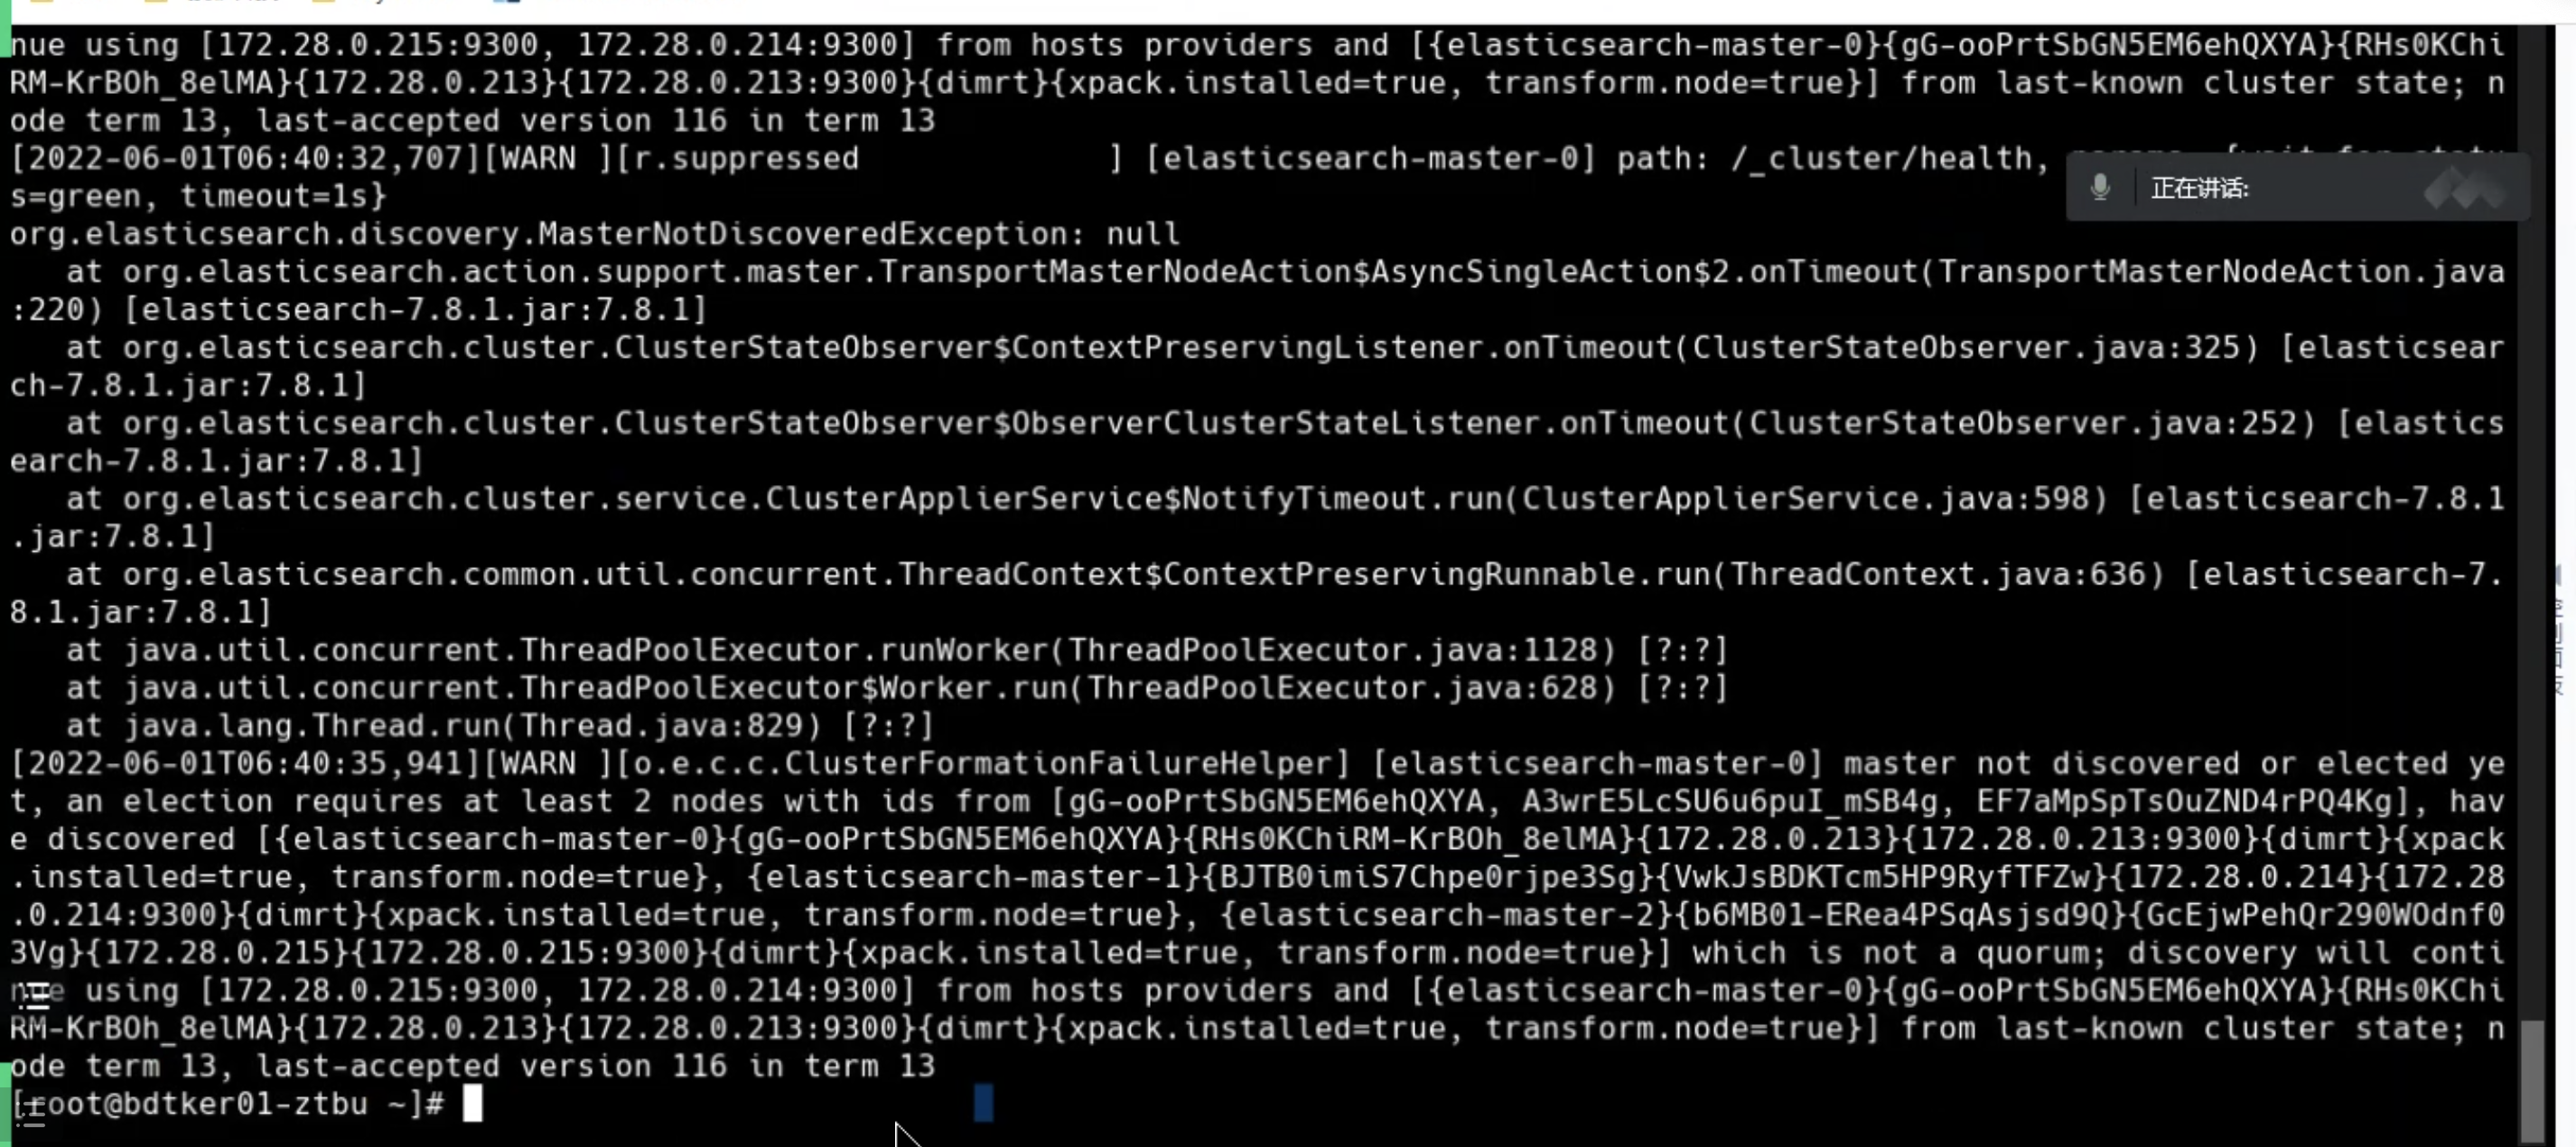 nue using [172.28.0.215:9300, 172.28.0.214:9300] from hosts providers and [{elasticsearch-master-0}{gG-ooPrtSbGN5EM6ehQXYA}{RHs0KChi
RM-KrBOh_8elMA}{172.28.0.213}{172.28.0.213:9300}{dimrt}{xpack.installed=true, transform.node=true}] from last-known cluster state; n
ode term 13, last-accepted version 116 in term 13
[2022-06-01T06:40:32,707][WARN ][r.suppressed             ] [elasticsearch-master-0] path: /_cluster/health,
s=green, timeout=1s}
正在讲话:
org.elasticsearch.discovery.MasterNotDiscoveredException: null
   at org.elasticsearch.action.support.master.TransportMasterNodeAction$AsyncSingleAction$2.onTimeout(TransportMasterNodeAction.java
:220) [elasticsearch-7.8.1.jar:7.8.1]
   at org.elasticsearch.cluster.ClusterStateObserver$ContextPreservingListener.onTimeout(ClusterStateObserver.java:325) [elasticsear
ch-7.8.1.jar:7.8.1]
   at org.elasticsearch.cluster.ClusterStateObserver$ObserverClusterStateListener.onTimeout(ClusterStateObserver.java:252) [elastics
earch-7.8.1.jar:7.8.1]
   at org.elasticsearch.cluster.service.ClusterApplierService$NotifyTimeout.run(ClusterApplierService.java:598) [elasticsearch-7.8.1
.jar:7.8.1]
   at org.elasticsearch.common.util.concurrent.ThreadContext$ContextPreservingRunnable.run(ThreadContext.java:636) [elasticsearch-7.
8.1.jar:7.8.1]
   at java.util.concurrent.ThreadPoolExecutor.runWorker(ThreadPoolExecutor.java:1128) [?:?]
   at java.util.concurrent.ThreadPoolExecutor$Worker.run(ThreadPoolExecutor.java:628) [?:?]
   at java.lang.Thread.run(Thread.java:829) [?:?]
[2022-06-01T06:40:35,941][WARN ][o.e.c.c.ClusterFormationFailureHelper] [elasticsearch-master-0] master not discovered or elected ye
t, an election requires at least 2 nodes with ids from [gG-ooPrtSbGN5EM6ehQXYA, A3wrE5LcSU6u6puI_mSB4g, EF7aMpSpTsOuZND4rPQ4Kg], hav
e discovered [{elasticsearch-master-0}{gG-ooPrtSbGN5EM6ehQXYA}{RHs0KChiRM-KrBOh_8elMA}{172.28.0.213}{172.28.0.213:9300}{dimrt}{xpack
.installed=true, transform.node=true}, {elasticsearch-master-1}{BJTB0imiS7Chpe0rjpe3Sg}{VwkJsBDKTcm5HP9RyfTFZw}{172.28.0.214}{172.28
.0.214:9300}{dimrt}{xpack.installed=true, transform.node=true}, {elasticsearch-master-2}{b6MB01-ERea4PSqAsjsd9Q}{GcEjwPehQr290WOdnf0
3Vg}{172.28.0.215}{172.28.0.215:9300}{dimrt}{xpack.installed=true, transform.node=true}] which is not a quorum; discovery will conti
nue using [172.28.0.215:9300, 172.28.0.214:9300] from hosts providers and [{elasticsearch-master-0}{gG-ooPrtSbGN5EM6ehQXYA}{RHs0KChi
RM-KrBOh_8elMA}{172.28.0.213}{172.28.0.213:9300}{dimrt}{xpack.installed=true, transform.node=true}] from last-known cluster state; n
ode term 13, last-accepted version 116 in term 13
[root@bdtker01-ztbu ~]#